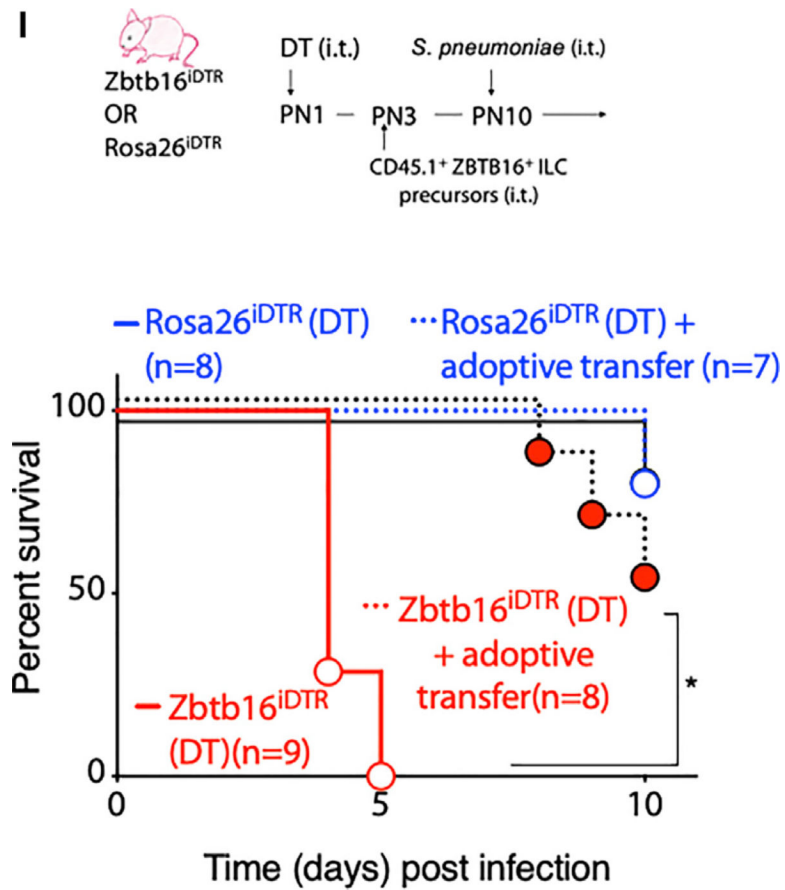 I
DT (i.t.)
S. pneumoniae (i.t.)
Zbtb16iDTR
OR
Rosa26iDTR
PN1 — PN3 — PN10
CD45.1+ ZBTB16+ ILC
precursors (i.t.)
Rosa26iDTR (DT)
(n=8)
Rosa26iDTR (DT) +
adoptive transfer (n=7)
Percent survival
100
50
0
Zbtb16iDTR (DT)
+ adoptive
transfer(n=8)
*
Zbtb16iDTR
(DT)(n=9)
0
5
10
Time (days) post infection